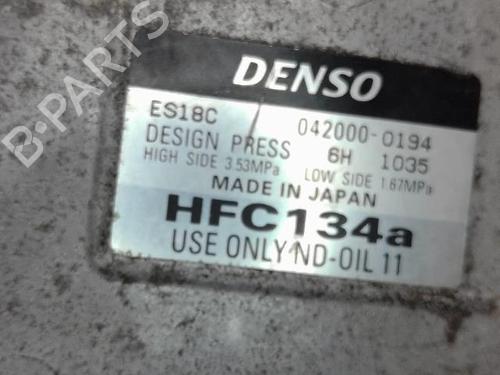 B-PARTS
DENSO
ES18C 042000-0194
DESIGN PRESS 6H 1035
HIGH SIDE 3.53MPa LOW SIDE 1.67MPa
MADE IN JAPAN
HFC134a
USE ONLY ND-OIL 11